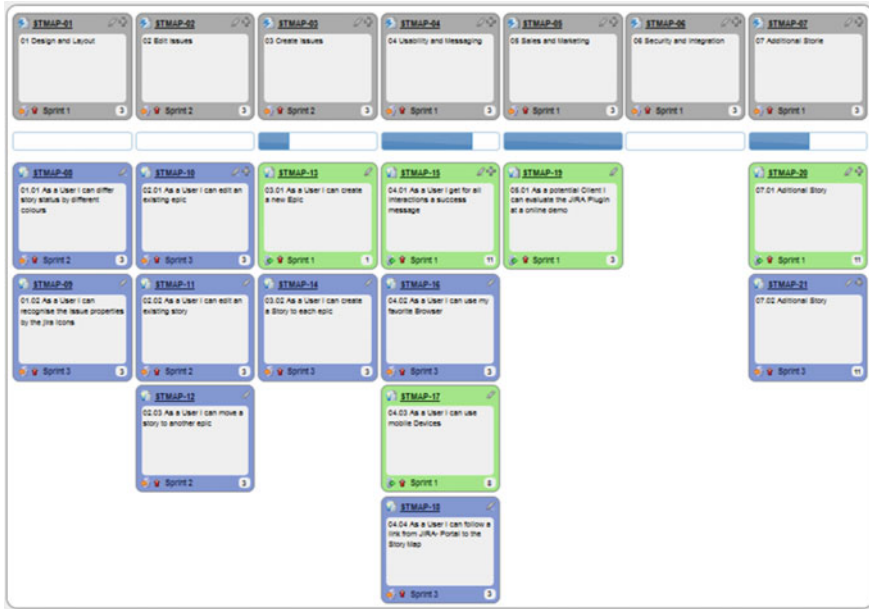 STMAP-01
01 Design and Layout
Sprint 1
3
STMAP-02
02 Edit Issues
Sprint 2
3
STMAP-03
03 Create Issues
Sprint 2
3
STMAP-04
04 Usability and Messaging
Sprint 1
3
STMAP-05
05 Sales and Marketing
Sprint 1
3
STMAP-06
06 Security and Integration
Sprint 1
3
STMAP-07
07 Additional Storie
Sprint 1
3
STMAP-08
01.01 As a User I can differ
story status by different
colours
Sprint 2
3
STMAP-10
02.01 As a User I can edit an
existing epic
Sprint 3
3
STMAP-13
03.01 As a User I can create
a new Epic
Sprint 1
1
STMAP-15
04.01 As a User I get for all
interactions a success
message
Sprint 1
11
STMAP-19
05.01 As a potential Client I
can evaluate the JIRA Plugin
at a online demo
Sprint 1
3
STMAP-20
07.01 Aditional Story
Sprint 1
11
STMAP-09
01.02 As a User I can
recognise the issue properties
by the jira icons
Sprint 3
3
STMAP-11
02.02 As a User I can edit an
existing story
Sprint 2
3
STMAP-14
03.02 As a User I can create
a Story to each epic
Sprint 3
3
STMAP-16
04.02 As a User I can use my
favorite Browser
Sprint 3
3
STMAP-21
07.02 Aditional Story
Sprint 3
11
STMAP-12
02.03 As a User I can move a
story to another epic
Sprint 2
3
STMAP-17
04.03 As a User I can use
mobile Devices
Sprint 1
8
STMAP-18
04.04 As a User I can follow a
link from JIRA- Portal to the
Story Map
Sprint 3
3